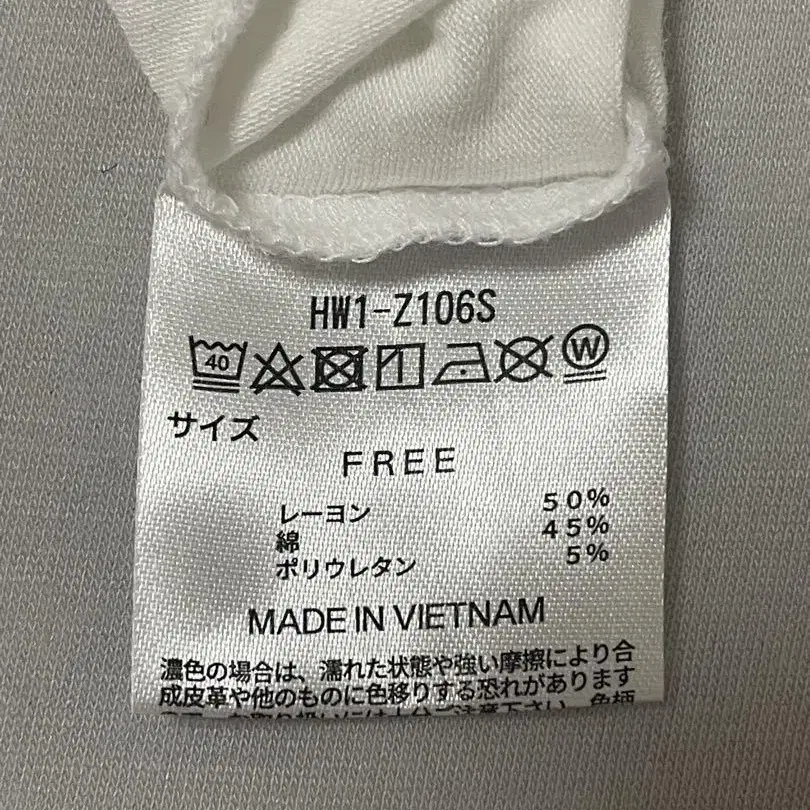 HW1-Z106S
40 W
サイズ
FREE
レーヨン 50%
綿 45%
ポリウレタン 5%
MADE IN VIETNAM
濃色の場合は、濡れた状態や強い摩擦により合
成皮革や他のものに色移りする恐れがあります